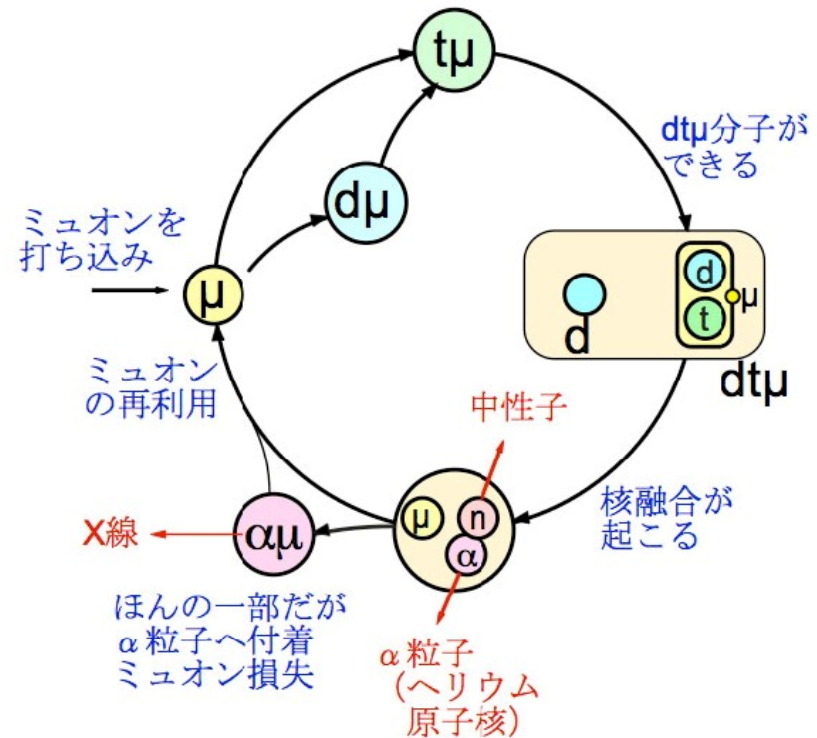 tμ
dtμ分子が
できる
dμ
ミュオンを
打ち込み
μ
d
t
μ
d
dtμ
ミュオン
の再利用
中性子
核融合が
起こる
μ
n
α
X線
αμ
ほんの一部だが
α粒子へ付着
ミュオン損失
α粒子
（ヘリウム
原子核）